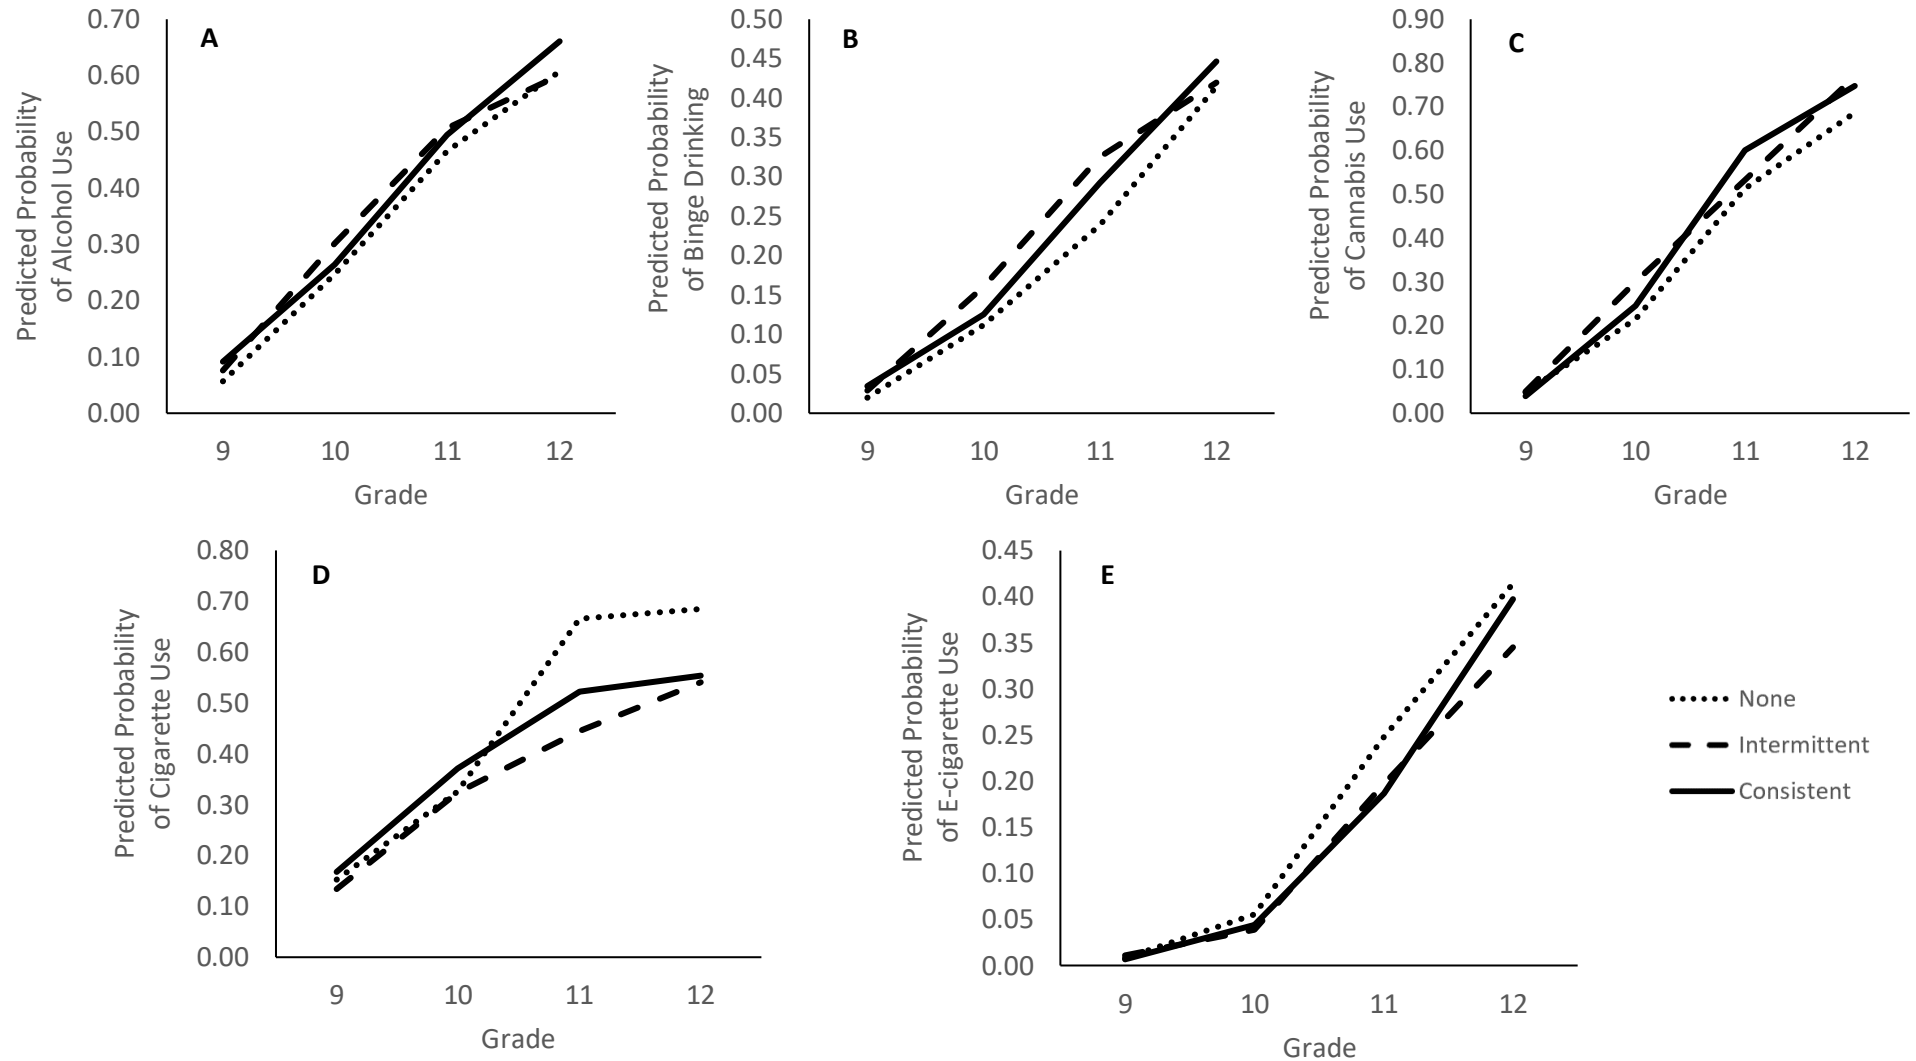 A
Predicted Probability
of Alcohol Use
0.70
0.60
0.50
0.40
0.30
0.20
0.10
0.00
9 10 11 12
Grade
B
Predicted Probability
of Binge Drinking
0.50
0.45
0.40
0.35
0.30
0.25
0.20
0.15
0.10
0.05
0.00
9 10 11 12
Grade
C
Predicted Probability
of Cannabis Use
0.90
0.80
0.70
0.60
0.50
0.40
0.30
0.20
0.10
0.00
9 10 11 12
Grade
D
Predicted Probability
of Cigarette Use
0.80
0.70
0.60
0.50
0.40
0.30
0.20
0.10
0.00
9 10 11 12
Grade
E
Predicted Probability
of E-cigarette Use
0.45
0.40
0.35
0.30
0.25
0.20
0.15
0.10
0.05
0.00
9 10 11 12
Grade
None
Intermittent
Consistent